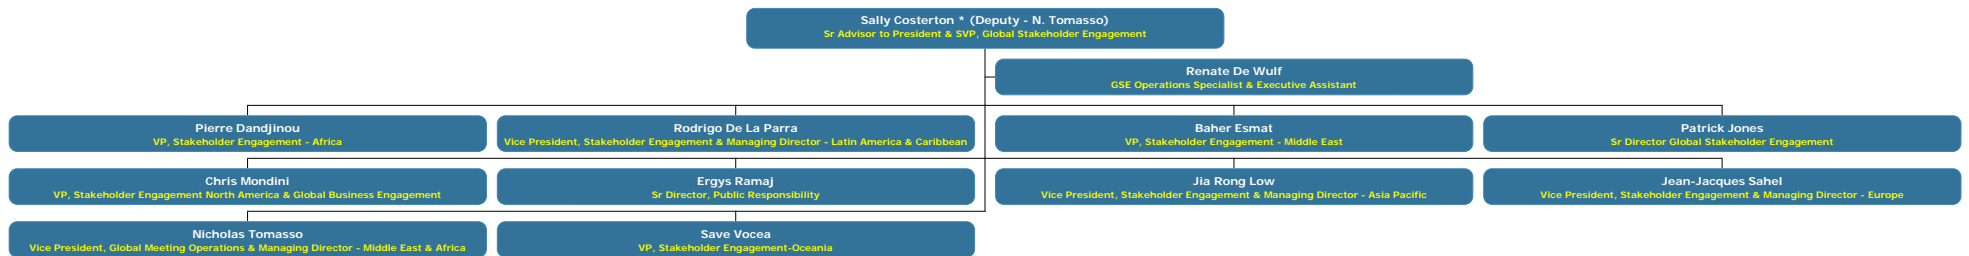 Sally Costerton * (Deputy - N. Tomasso)
Sr Advisor to President & SVP, Global Stakeholder Engagement
Renate De Wulf
GSE Operations Specialist & Executive Assistant
Pierre Dandjinou
VP, Stakeholder Engagement - Africa
Rodrigo De La Parra
Vice President, Stakeholder Engagement & Managing Director - Latin America & Caribbean
Baher Esmat
VP, Stakeholder Engagement - Middle East
Patrick Jones
Sr Director Global Stakeholder Engagement
Chris Mondini
VP, Stakeholder Engagement North America & Global Business Engagement
Ergys Ramaj
Sr Director, Public Responsibility
Jia Rong Low
Vice President, Stakeholder Engagement & Managing Director - Asia Pacific
Jean-Jacques Sahel
Vice President, Stakeholder Engagement & Managing Director - Europe
Nicholas Tomasso
Vice President, Global Meeting Operations & Managing Director - Middle East & Africa
Save Vocea
VP, Stakeholder Engagement-Oceania